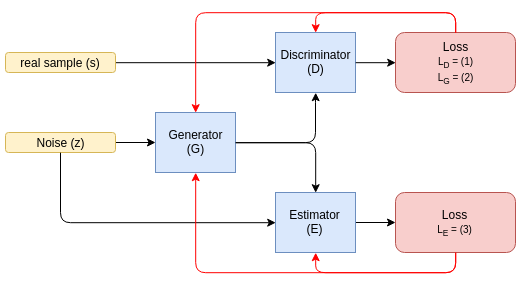 real sample (s)
Discriminator
(D)
Loss
L_D = (1)
L_G = (2)
Noise (z)
Generator
(G)
Estimator
(E)
Loss
L_E = (3)